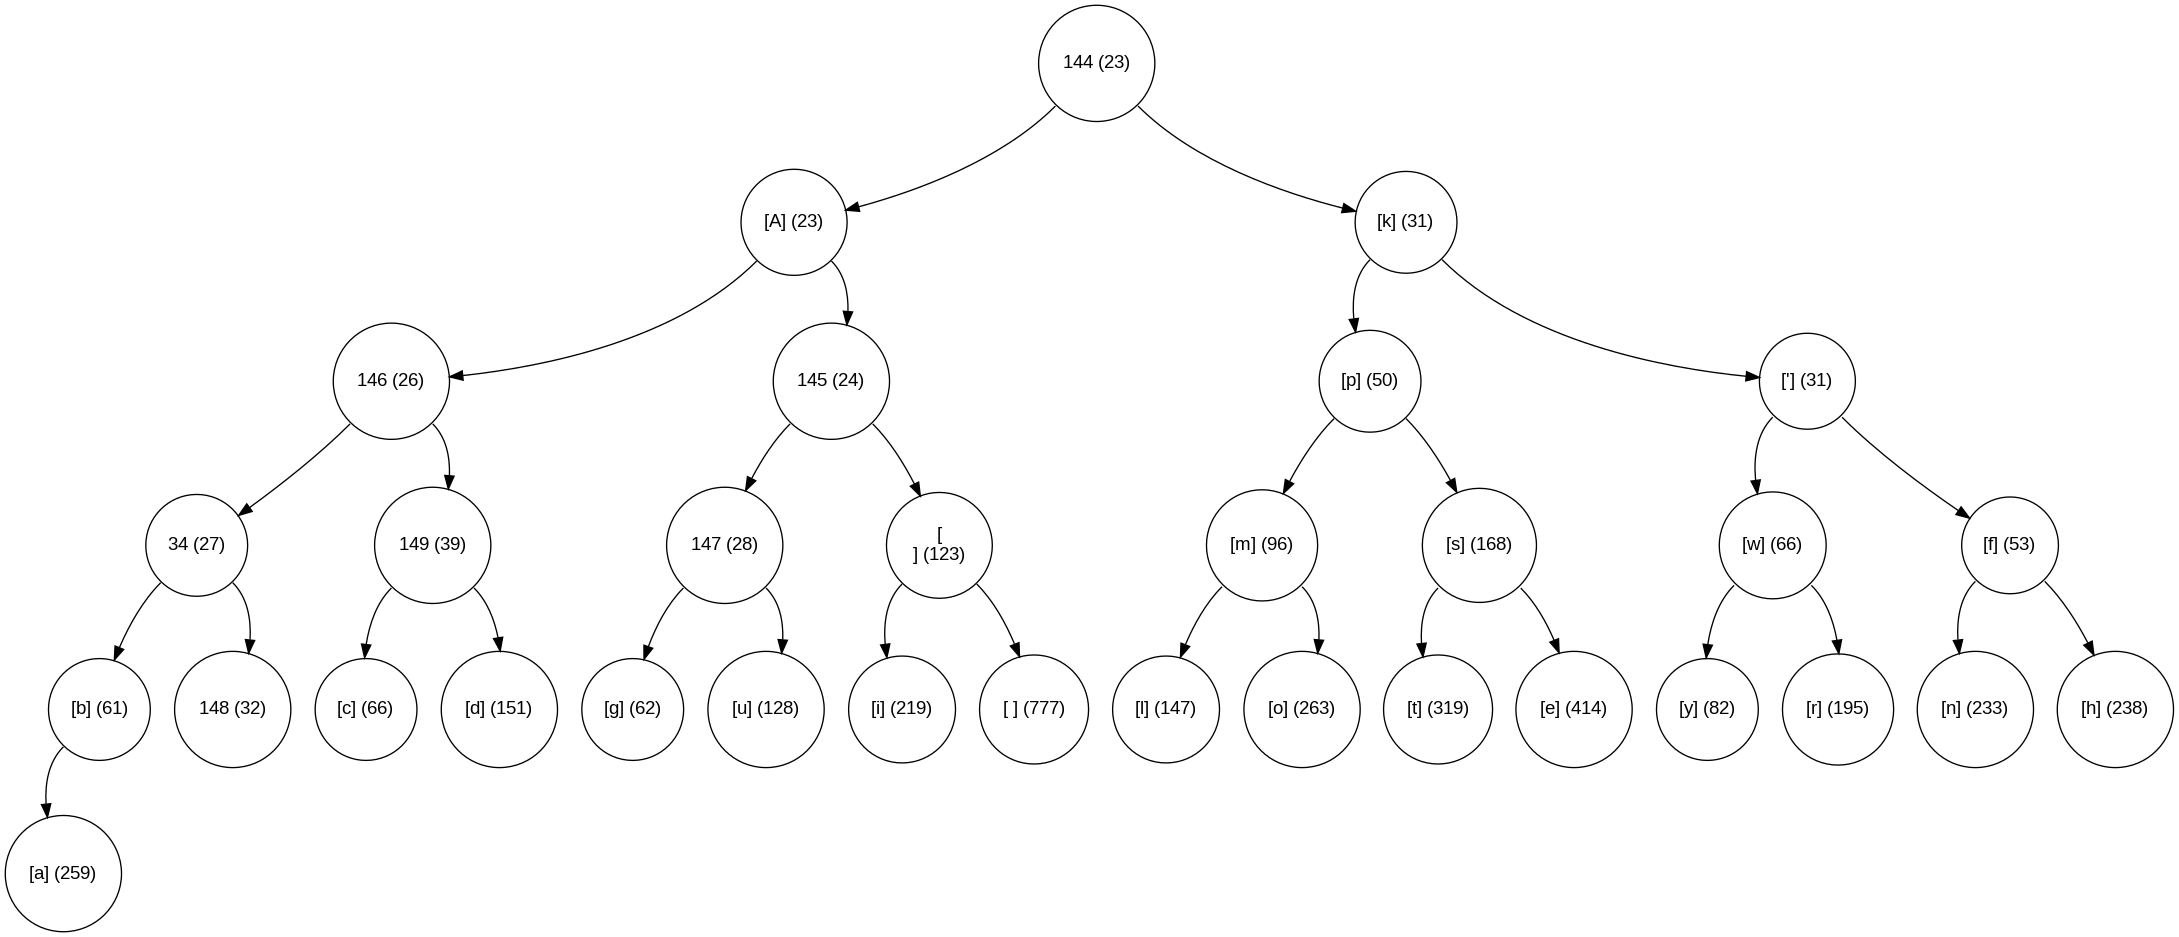 144 (23)
[A] (23)
[k] (31)
146 (26)
145 (24)
[p] (50)
['] (31)
34 (27)
149 (39)
147 (28)
[
] (123)
[m] (96)
[s] (168)
[w] (66)
[f] (53)
[b] (61)
148 (32)
[c] (66)
[d] (151)
[g] (62)
[u] (128)
[i] (219)
[ ] (777)
[l] (147)
[o] (263)
[t] (319)
[e] (414)
[y] (82)
[r] (195)
[n] (233)
[h] (238)
[a] (259)